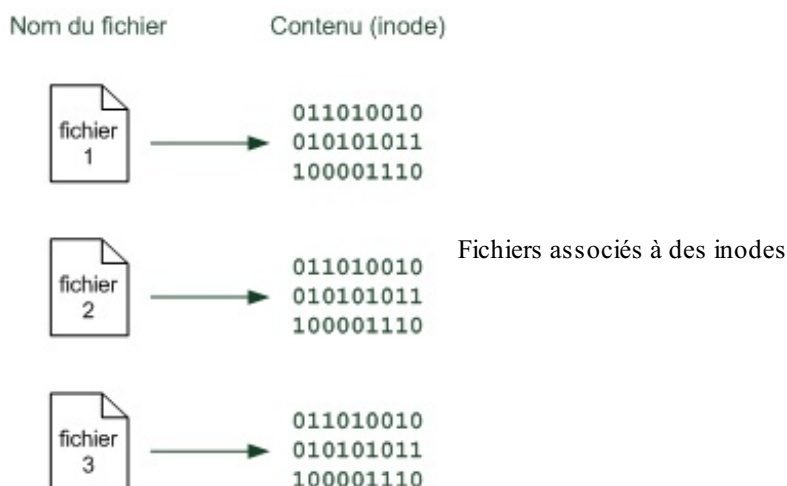 Nom du fichier Contenu (inode)
fichier
1
011010010
010101011
100001110
Fichiers associés à des inodes
fichier
2
011010010
010101011
100001110
fichier
3
011010010
010101011
100001110